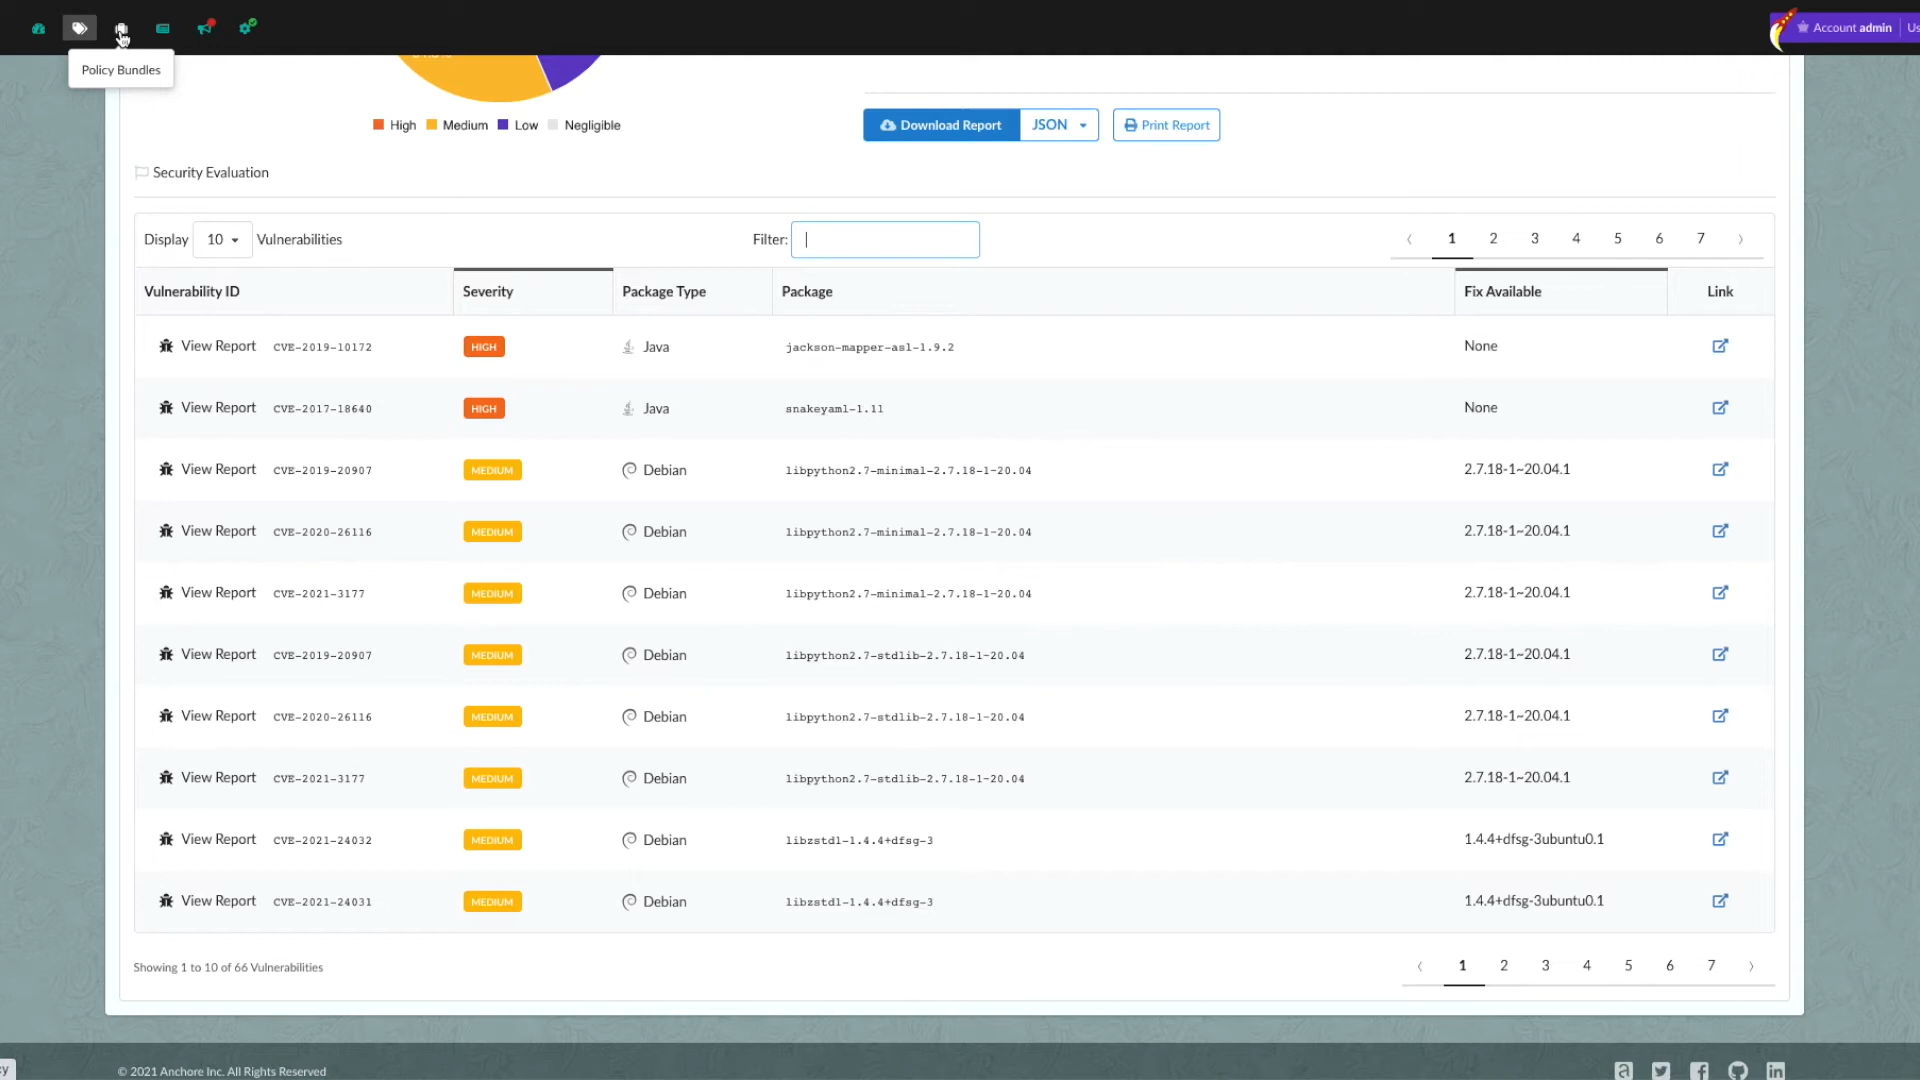 Account admin Us
Policy Bundles
High Medium Low Negligible
Download Report JSON Print Report
Security Evaluation
Display 10 Vulnerabilities Filter: ‹ 1 2 3 4 5 6 7 ›
Vulnerability ID Severity Package Type Package Fix Available Link
View Report CVE-2019-10172 HIGH Java jackson-mapper-asl-1.9.2 None
View Report CVE-2017-18640 HIGH Java snakeyaml-1.11 None
View Report CVE-2019-20907 MEDIUM Debian libpython2.7-minimal-2.7.18-1~20.04 2.7.18-1~20.04.1
View Report CVE-2020-26116 MEDIUM Debian libpython2.7-minimal-2.7.18-1~20.04 2.7.18-1~20.04.1
View Report CVE-2021-3177 MEDIUM Debian libpython2.7-minimal-2.7.18-1~20.04 2.7.18-1~20.04.1
View Report CVE-2019-20907 MEDIUM Debian libpython2.7-stdlib-2.7.18-1~20.04 2.7.18-1~20.04.1
View Report CVE-2020-26116 MEDIUM Debian libpython2.7-stdlib-2.7.18-1~20.04 2.7.18-1~20.04.1
View Report CVE-2021-3177 MEDIUM Debian libpython2.7-stdlib-2.7.18-1~20.04 2.7.18-1~20.04.1
View Report CVE-2021-24032 MEDIUM Debian libzstd1-1.4.4+dfsg-3 1.4.4+dfsg-3ubuntu0.1
View Report CVE-2021-24031 MEDIUM Debian libzstd1-1.4.4+dfsg-3 1.4.4+dfsg-3ubuntu0.1
Showing 1 to 10 of 66 Vulnerabilities ‹ 1 2 3 4 5 6 7 ›
cy © 2021 Anchore Inc. All Rights Reserved